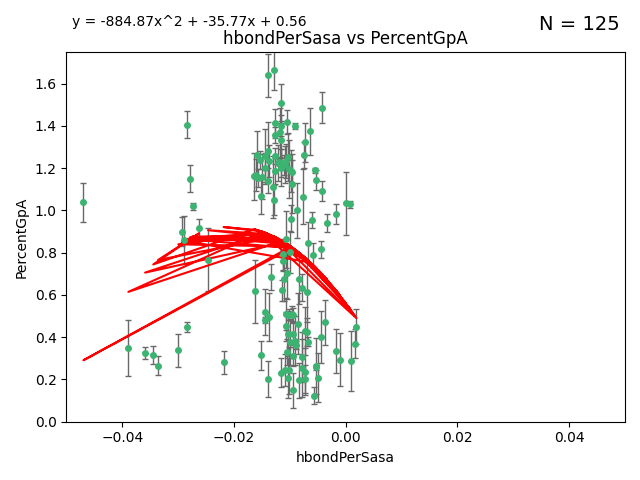 y = -884.87x^2 + -35.77x + 0.56
N = 125
hbondPerSasa vs PercentGpA
1.6
1.4
1.2
1.0
0.8
0.6
0.4
0.2
0.0
PercentGpA
−0.04 −0.02 0.00 0.02 0.04
hbondPerSasa